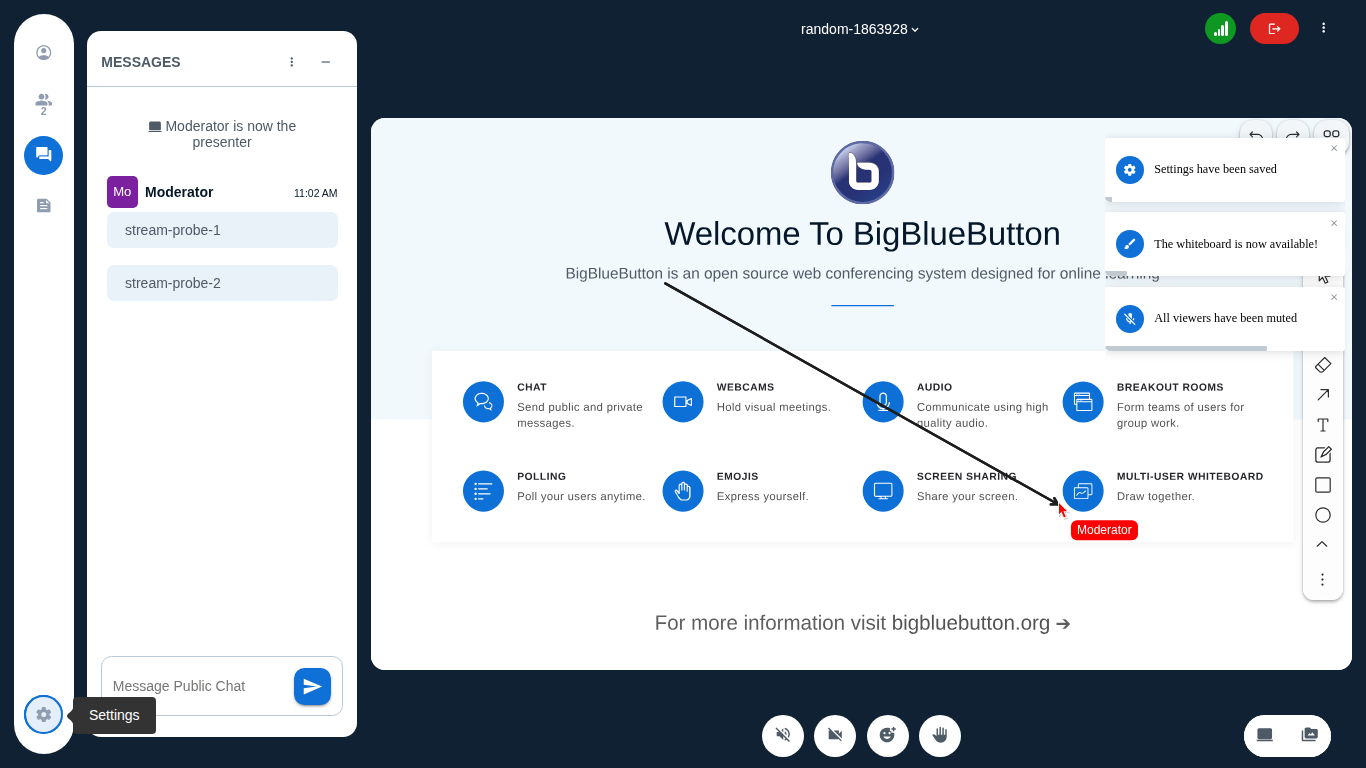 random-1863928
MESSAGES
2
Moderator is now the
presenter
Mo
Moderator
11:02 AM
stream-probe-1
stream-probe-2
Message Public Chat
Settings
Welcome To BigBlueButton
BigBlueButton is an open source web conferencing system designed for online learning
Settings have been saved
The whiteboard is now available!
All viewers have been muted
CHAT
Send public and private
messages.
WEBCAMS
Hold visual meetings.
AUDIO
Communicate using high
quality audio.
BREAKOUT ROOMS
Form teams of users for
group work.
POLLING
Poll your users anytime.
EMOJIS
Express yourself.
SCREEN SHARING
Share your screen.
MULTI-USER WHITEBOARD
Draw together.
Moderator
For more information visit bigbluebutton.org ➔